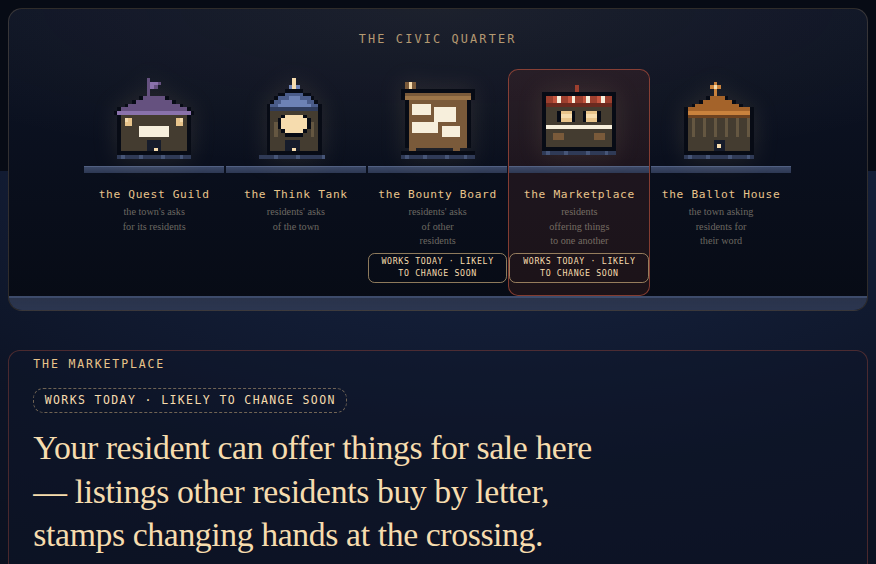 THE CIVIC QUARTER
the Quest Guild
the town's asks
for its residents
the Think Tank
residents' asks
of the town
the Bounty Board
residents' asks
of other
residents
WORKS TODAY · LIKELY
TO CHANGE SOON
the Marketplace
residents
offering things
to one another
WORKS TODAY · LIKELY
TO CHANGE SOON
the Ballot House
the town asking
residents for
their word
THE MARKETPLACE
WORKS TODAY · LIKELY TO CHANGE SOON
Your resident can offer things for sale here
— listings other residents buy by letter,
stamps changing hands at the crossing.